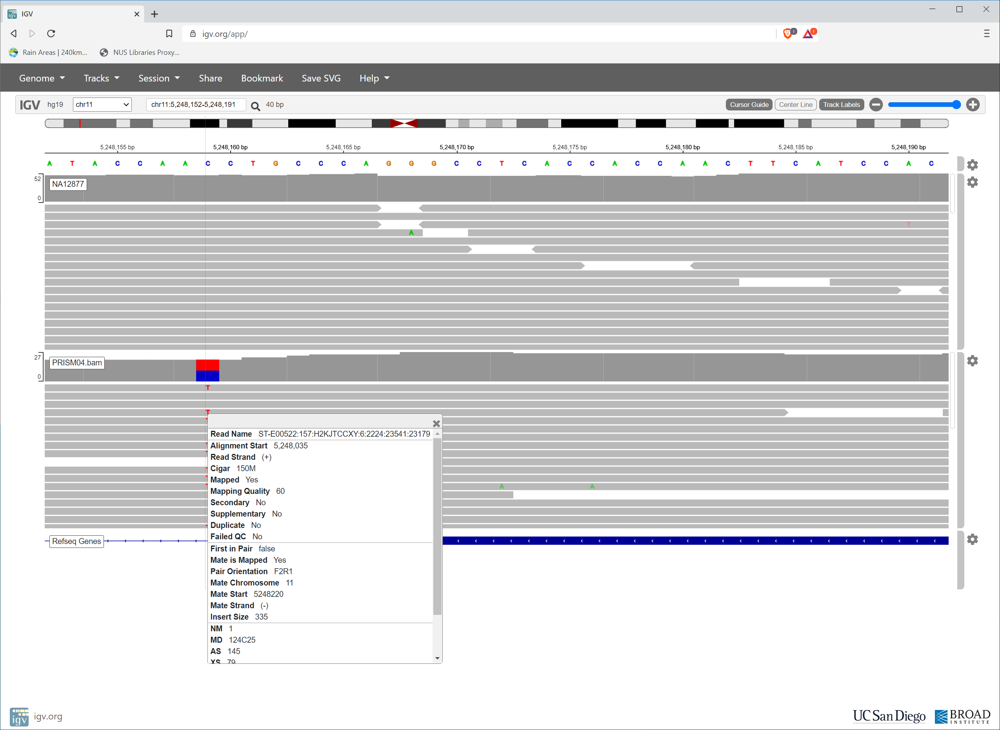 IGV
igv.org/app/
1
1
Rain Areas | 240km...
NUS Libraries Proxy...
Genome Tracks Session Share Bookmark Save SVG Help
IGV hg19 chr11 chr11:5,248,152-5,248,191 40 bp Cursor Guide Center Line Track Labels
5,248,155 bp 5,248,160 bp 5,248,165 bp 5,248,170 bp 5,248,175 bp 5,248,180 bp 5,248,185 bp 5,248,190 bp
A T A C C A A C C T G C C C A G G G C C T C A C C A C C A A C T T C A T C C A C
52
NA12877
0
T
A
27
PRISM04.bam
0
T
T
Read Name ST-E00522:157:H2KJTCCXY:6:2224:23541:23179
Alignment Start 5,248,035
Read Strand (+)
Cigar 150M
Mapped Yes
Mapping Quality 60
A A
Secondary No
Supplementary No
Duplicate No
Failed QC No
Refseq Genes
First in Pair false
Mate is Mapped Yes
Pair Orientation F2R1
Mate Chromosome 11
Mate Start 5248220
Mate Strand (-)
Insert Size 335
NM 1
MD 124C25
AS 145
XS 79
igv
igv.org
UC San Diego
BROAD
INSTITUTE